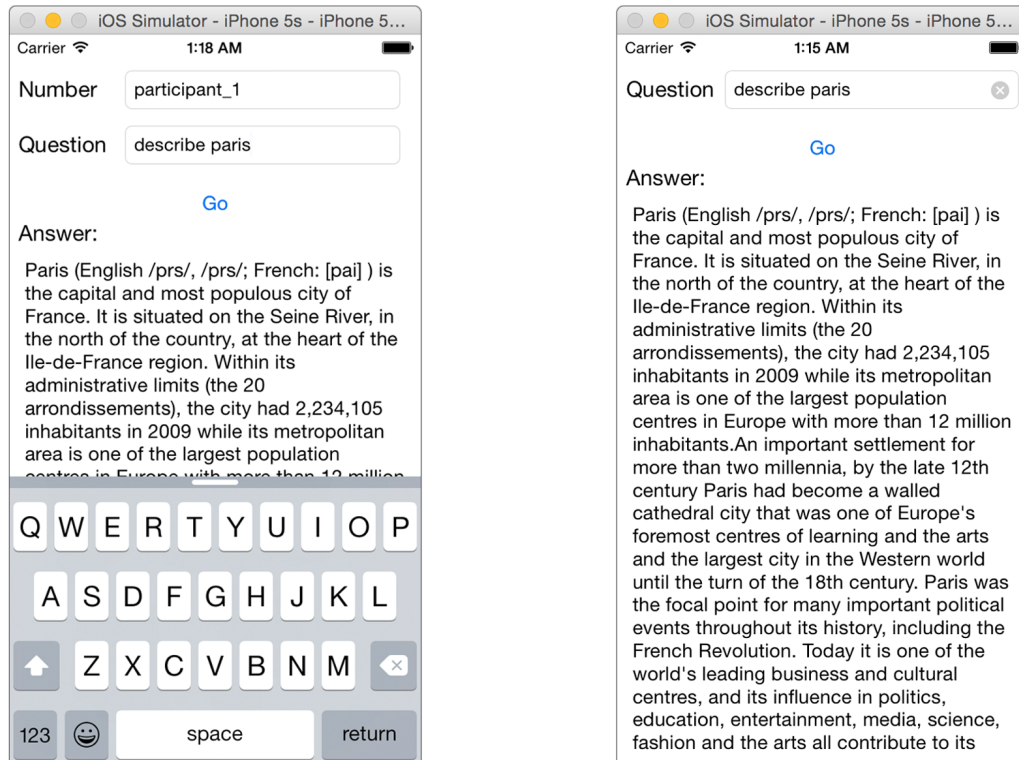 iOS Simulator - iPhone 5s - iPhone 5...
Carrier 1:18 AM
Number participant_1
Question describe paris
Go
Answer:
Paris (English /prs/, /prs/; French: [pai] ) is
the capital and most populous city of
France. It is situated on the Seine River, in
the north of the country, at the heart of the
Ile-de-France region. Within its
administrative limits (the 20
arrondissements), the city had 2,234,105
inhabitants in 2009 while its metropolitan
area is one of the largest population
centres in Europe with more than 12 million
Q W E R T Y U I O P
A S D F G H J K L
Z X C V B N M
123 space return
iOS Simulator - iPhone 5s - iPhone 5...
Carrier 1:15 AM
Question describe paris
Go
Answer:
Paris (English /prs/, /prs/; French: [pai] ) is
the capital and most populous city of
France. It is situated on the Seine River, in
the north of the country, at the heart of the
Ile-de-France region. Within its
administrative limits (the 20
arrondissements), the city had 2,234,105
inhabitants in 2009 while its metropolitan
area is one of the largest population
centres in Europe with more than 12 million
inhabitants.An important settlement for
more than two millennia, by the late 12th
century Paris had become a walled
cathedral city that was one of Europe's
foremost centres of learning and the arts
and the largest city in the Western world
until the turn of the 18th century. Paris was
the focal point for many important political
events throughout its history, including the
French Revolution. Today it is one of the
world's leading business and cultural
centres, and its influence in politics,
education, entertainment, media, science,
fashion and the arts all contribute to its